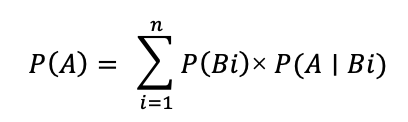 P(A) = ∑_{i=1}^{n} P(Bi)× P(A | Bi)